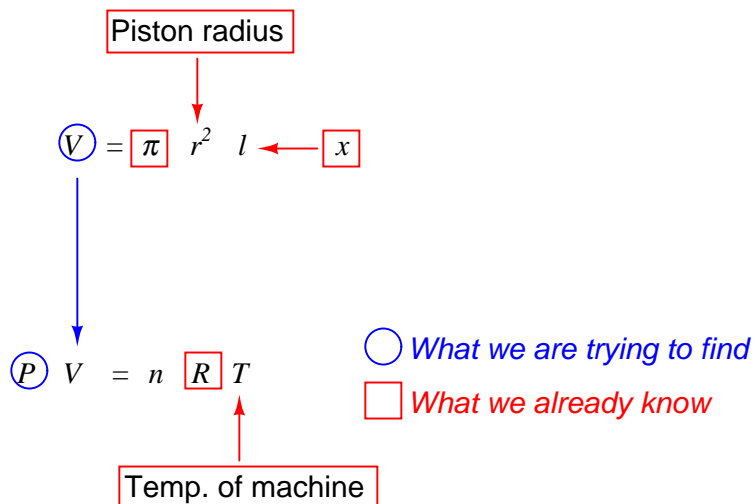 Piston radius
V = π r² l x
P V = n R T
What we are trying to find
What we already know
Temp. of machine